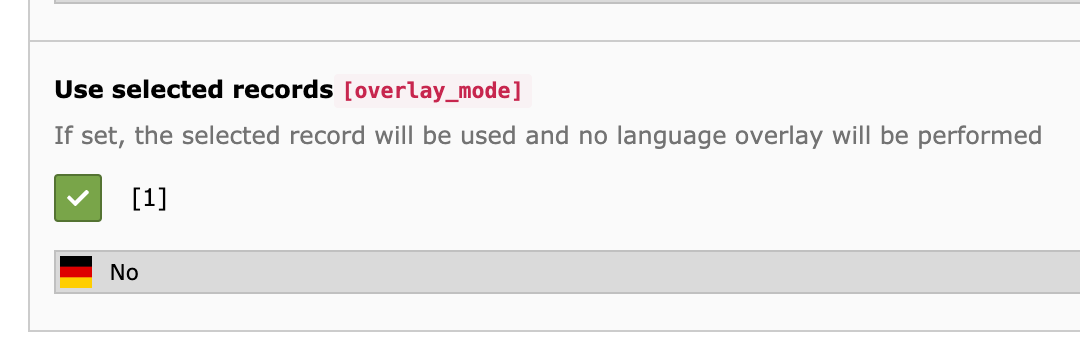 Use selected records [overlay_mode]
If set, the selected record will be used and no language overlay will be performed
[1]
No